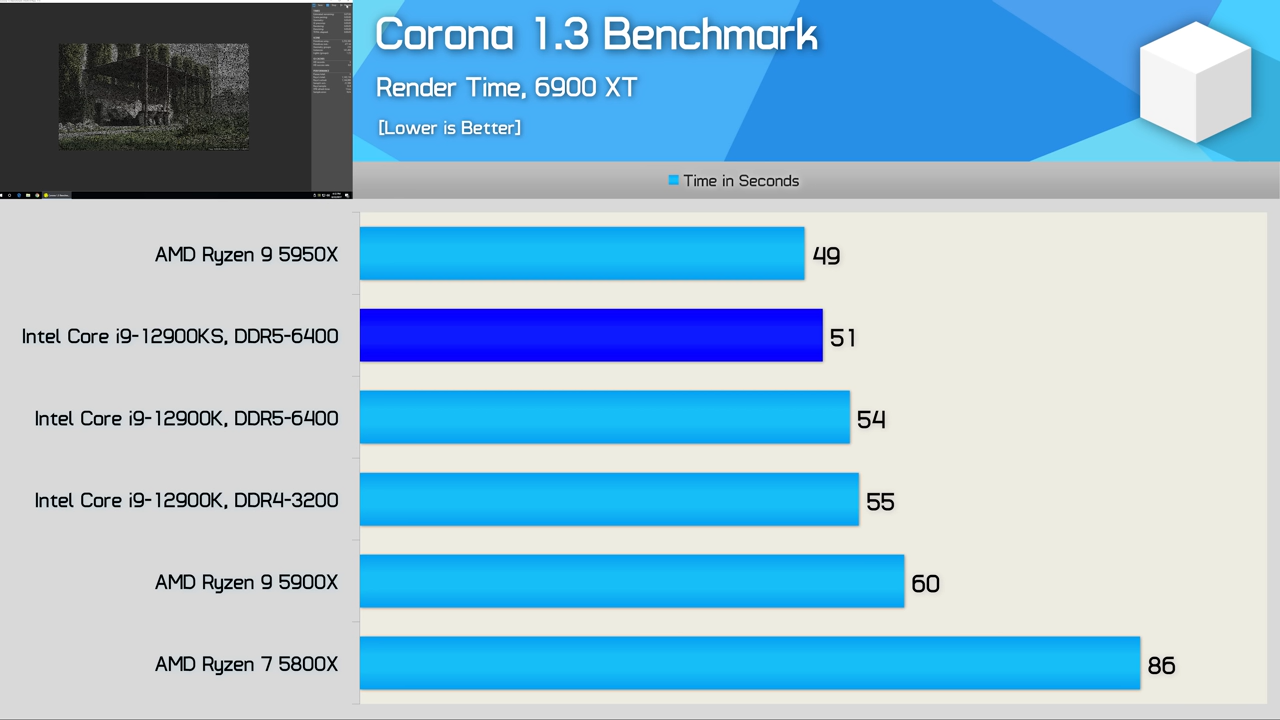 Corona 1.3 Benchmark
Render Time, 6900 XT
[Lower is Better]
Time in Seconds
AMD Ryzen 9 5950X 49
Intel Core i9-12900KS, DDR5-6400 51
Intel Core i9-12900K, DDR5-6400 54
Intel Core i9-12900K, DDR4-3200 55
AMD Ryzen 9 5900X 60
AMD Ryzen 7 5800X 86